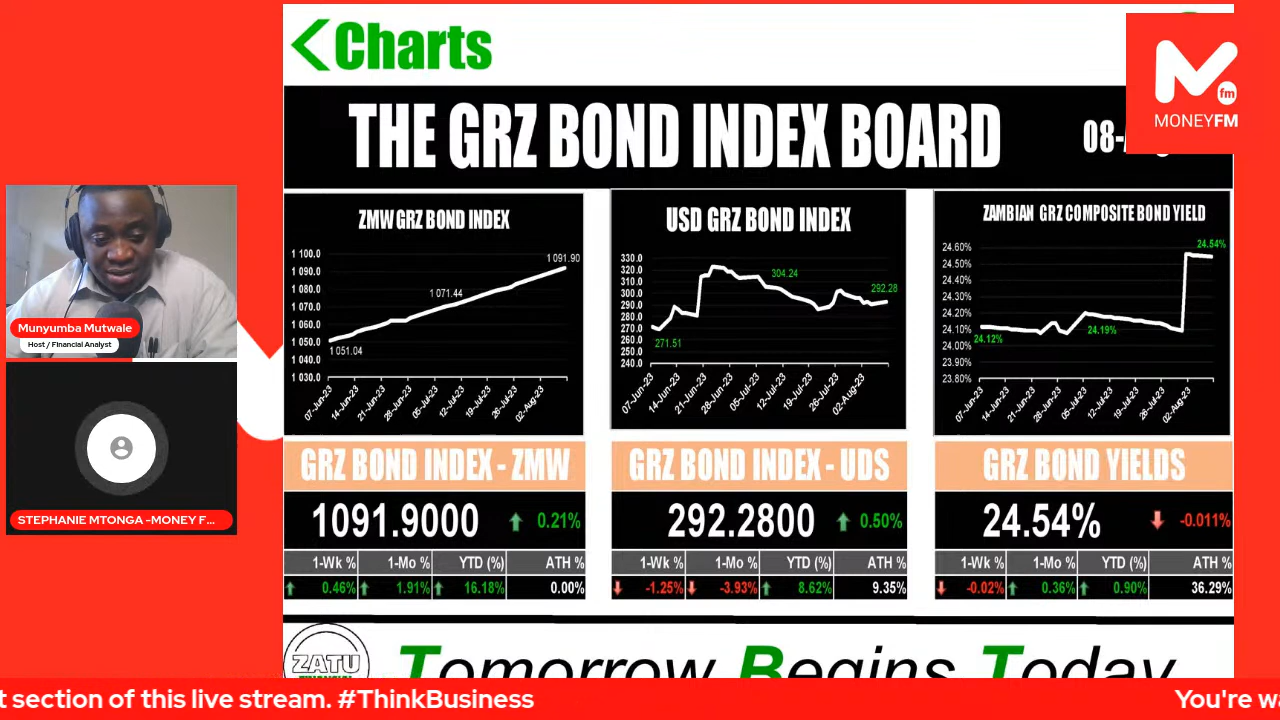 Charts
fm
MONEYFM
THE GRZ BOND INDEX BOARD
08-
ZMW GRZ BOND INDEX
1 100.0
1 090.0
1 080.0
1 070.0
1 060.0
1 050.0
1 040.0
1 030.0
1 051.04
1 071.44
1 091.90
07-Jun-23
14-Jun-23
21-Jun-23
28-Jun-23
05-Jul-23
12-Jul-23
19-Jul-23
26-Jul-23
02-Aug-23
USD GRZ BOND INDEX
330.0
320.0
310.0
300.0
290.0
280.0
270.0
260.0
250.0
240.0
271.51
304.24
292.28
07-Jun-23
14-Jun-23
21-Jun-23
28-Jun-23
05-Jul-23
12-Jul-23
19-Jul-23
26-Jul-23
02-Aug-23
ZAMBIAN GRZ COMPOSITE BOND YIELD
24.60%
24.50%
24.40%
24.30%
24.20%
24.10%
24.00%
23.90%
23.80%
24.12%
24.19%
24.54%
07-Jun-23
14-Jun-23
21-Jun-23
28-Jun-23
05-Jul-23
12-Jul-23
19-Jul-23
26-Jul-23
02-Aug-23
Munyumba Mutwale
Host / Financial Analyst
STEPHANIE MTONGA -MONEY F...
GRZ BOND INDEX - ZMW
1091.9000 0.21%
1-Wk % 1-Mo % YTD (%) ATH %
0.46% 1.91% 16.18% 0.00%
GRZ BOND INDEX - UDS
292.2800 0.50%
1-Wk % 1-Mo % YTD (%) ATH %
-1.25% -3.93% 8.62% 9.35%
GRZ BOND YIELDS
24.54% -0.011%
1-Wk % 1-Mo % YTD (%) ATH %
-0.02% 0.36% 0.90% 36.29%
ZATU
Tomorrow Begins Today
t section of this live stream. #ThinkBusiness You're wa